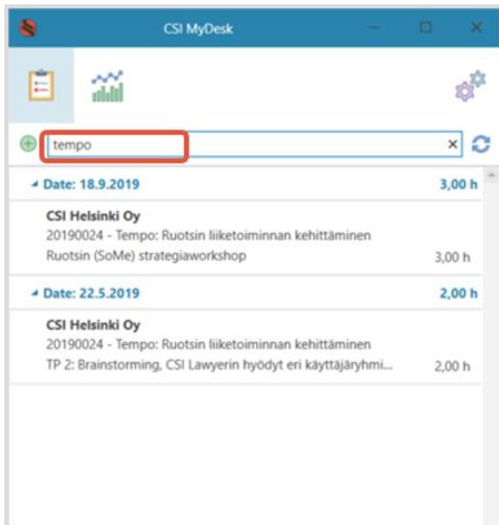 CSI MyDesk
tempo
Date: 18.9.2019 3,00 h
CSI Helsinki Oy
20190024 - Tempo: Ruotsin liiketoiminnan kehittäminen
Ruotsin (SoMe) strategiaworkshop 3,00 h
Date: 22.5.2019 2,00 h
CSI Helsinki Oy
20190024 - Tempo: Ruotsin liiketoiminnan kehittäminen
TP 2: Brainstorming, CSI Lawyerin hyödyt eri käyttäjäryhmi... 2,00 h